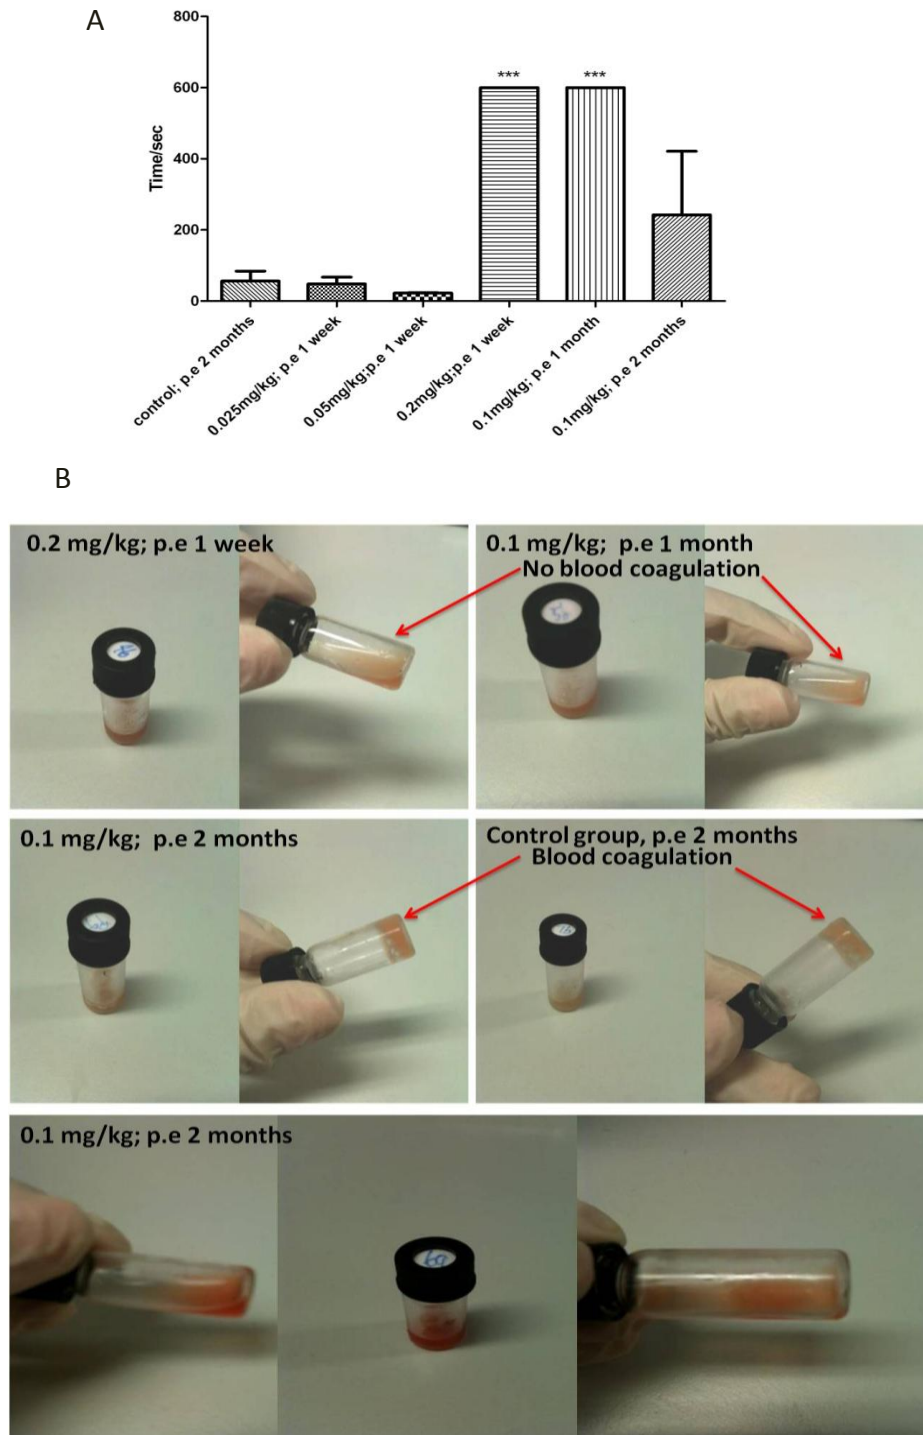 A
800
600
400
200
0
Time/sec
***
***
control; p.e 2 months
0.025mg/kg; p.e 1 week
0.05mg/kg;p.e 1 week
0.2mg/kg;p.e 1 week
0.1mg/kg; p.e 1 month
0.1mg/kg; p.e 2 months
B
0.2 mg/kg; p.e 1 week
0.1 mg/kg; p.e 1 month
No blood coagulation
0.1 mg/kg; p.e 2 months
Control group, p.e 2 months
Blood coagulation
0.1 mg/kg; p.e 2 months